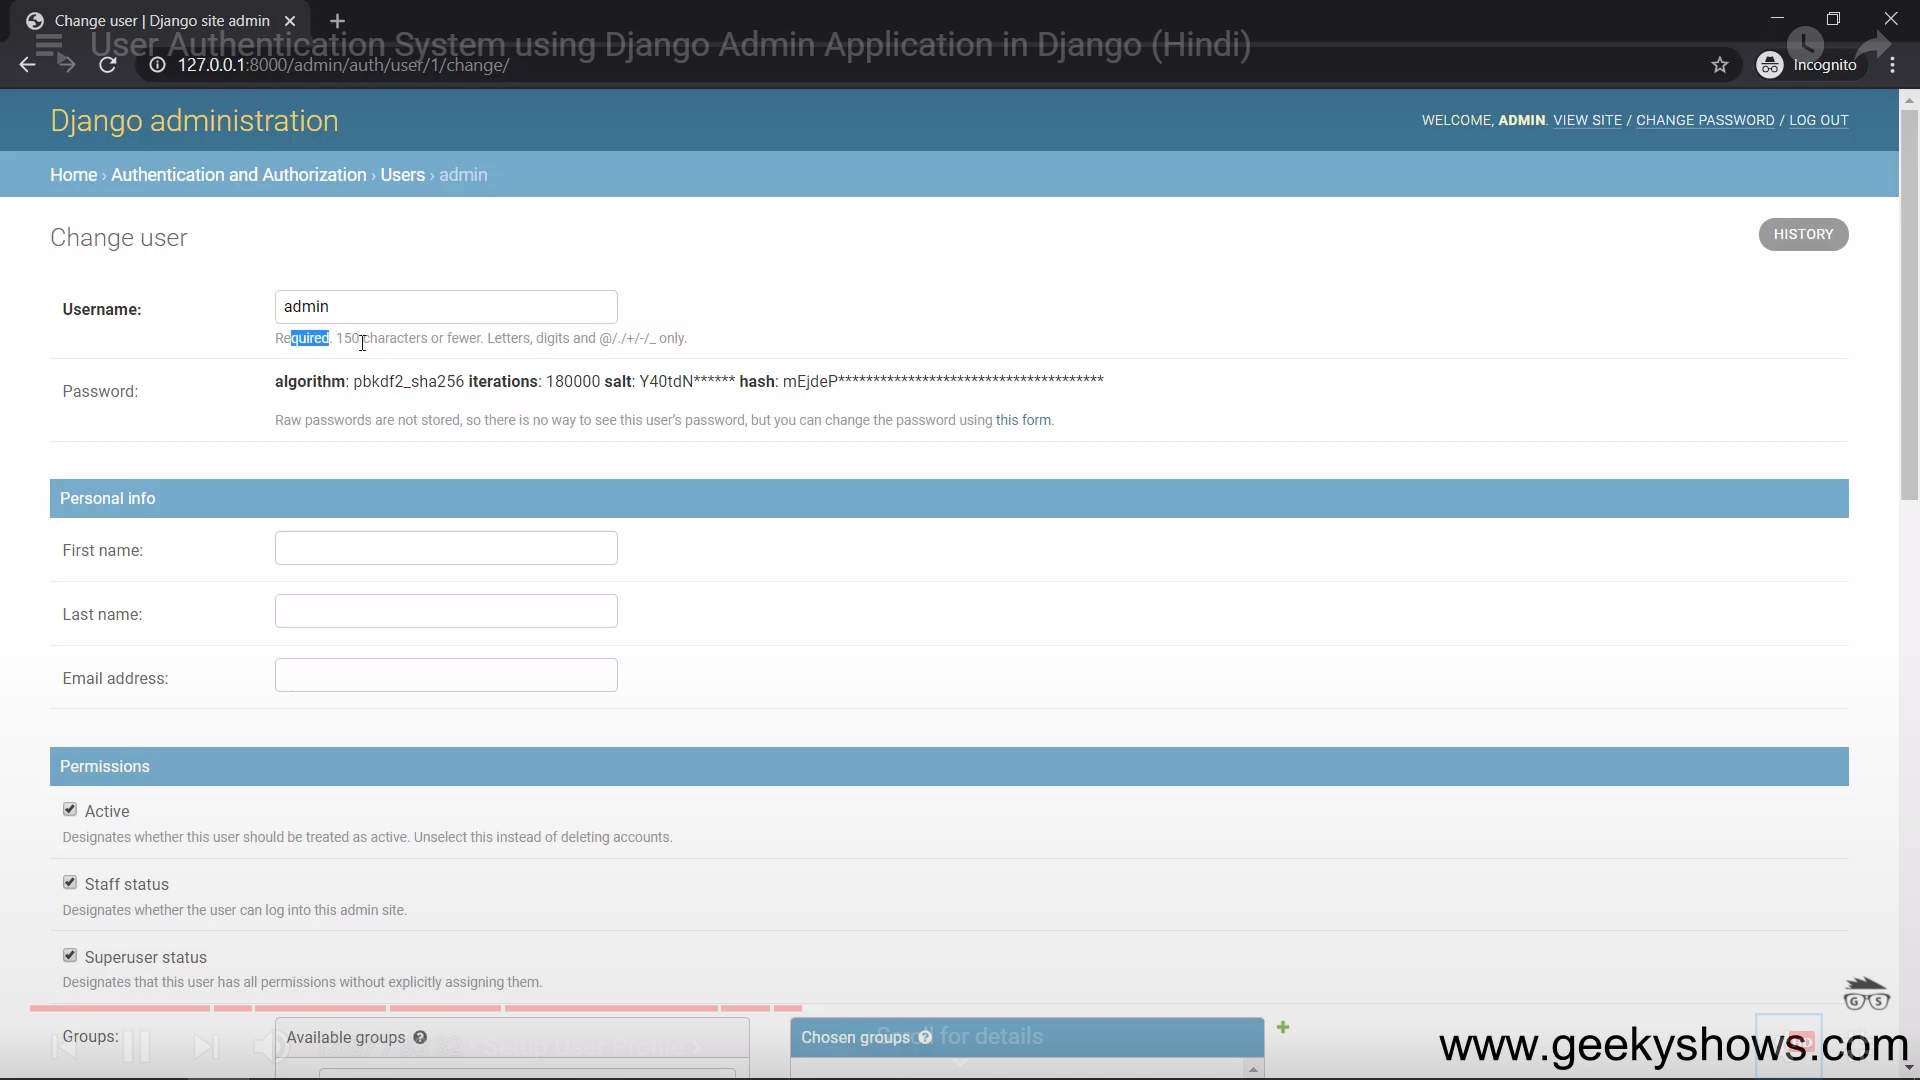 Change user | Django site admin
User Authentication System using Django Admin Application in Django (Hindi)
127.0.0.1:8000/admin/auth/user/1/change/
Incognito
Django administration
WELCOME, ADMIN. VIEW SITE / CHANGE PASSWORD / LOG OUT
Home › Authentication and Authorization › Users › admin
Change user
HISTORY
Username:
admin
Required. 150 characters or fewer. Letters, digits and @/./+/-/_ only.
Password:
algorithm: pbkdf2_sha256 iterations: 180000 salt: Y40tdN****** hash: mEjdeP**************************************
Raw passwords are not stored, so there is no way to see this user's password, but you can change the password using this form.
Personal info
First name:
Last name:
Email address:
Permissions
Active
Designates whether this user should be treated as active. Unselect this instead of deleting accounts.
Staff status
Designates whether the user can log into this admin site.
Superuser status
Designates that this user has all permissions without explicitly assigning them.
G S
Groups:
Available groups
Chosen groups
for details
Setup User Profile
www.geekyshows.com